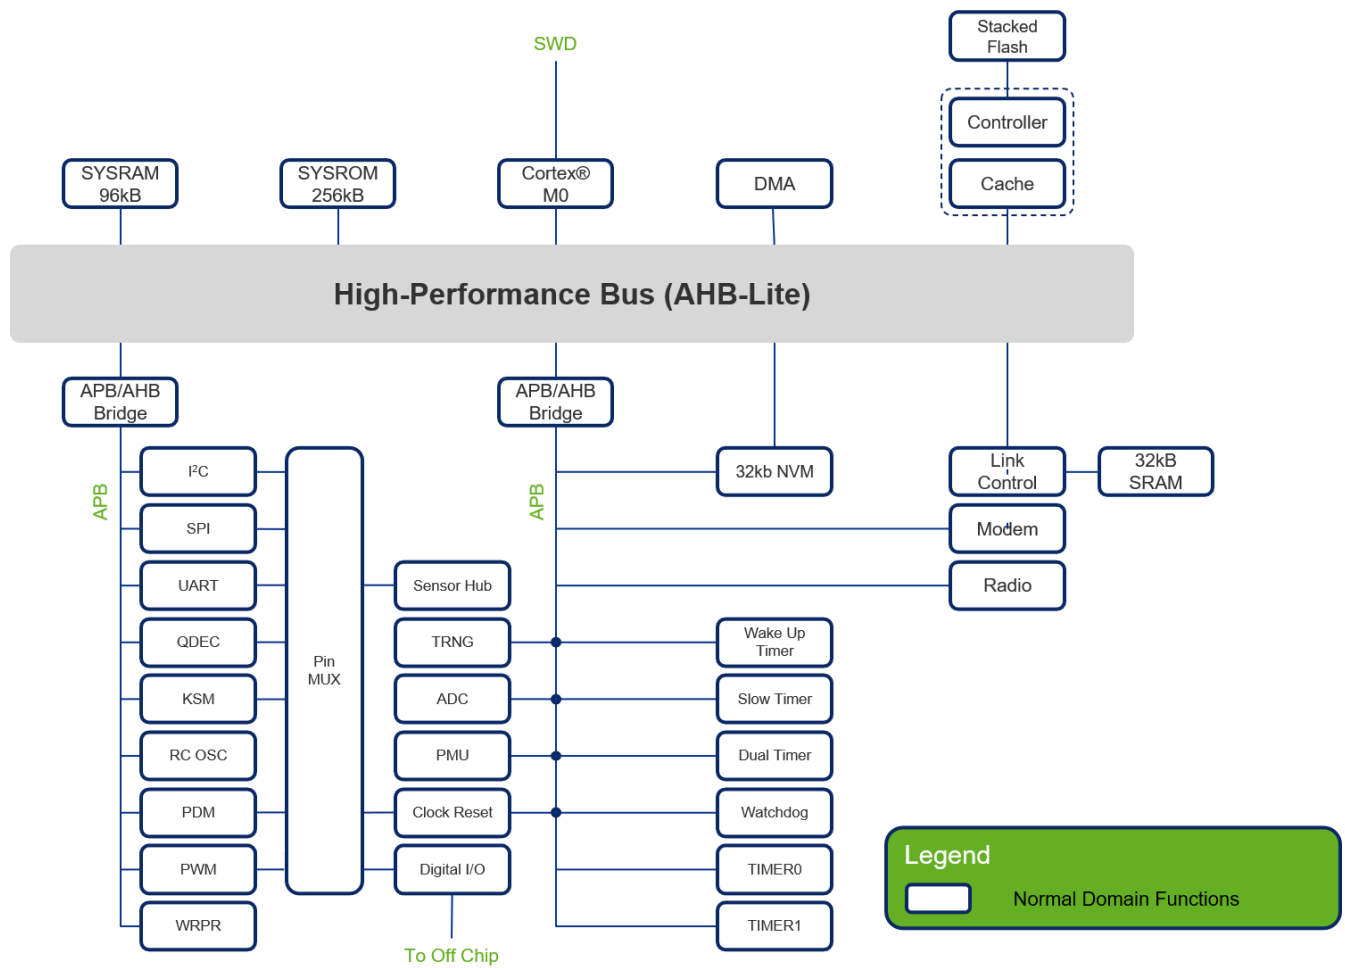 SWD
Stacked
Flash
Controller
SYSRAM
96kB
SYSROM
256kB
Cortex®
M0
DMA
Cache
High-Performance Bus (AHB-Lite)
APB/AHB
Bridge
APB/AHB
Bridge
APB
I²C
SPI
UART
QDEC
KSM
RC OSC
PDM
PWM
WRPR
Pin
MUX
Sensor Hub
TRNG
ADC
PMU
Clock Reset
Digital I/O
To Off Chip
APB
32kb NVM
Link
Control
32kB
SRAM
Modem
Radio
Wake Up
Timer
Slow Timer
Dual Timer
Watchdog
TIMER0
TIMER1
Legend
Normal Domain Functions